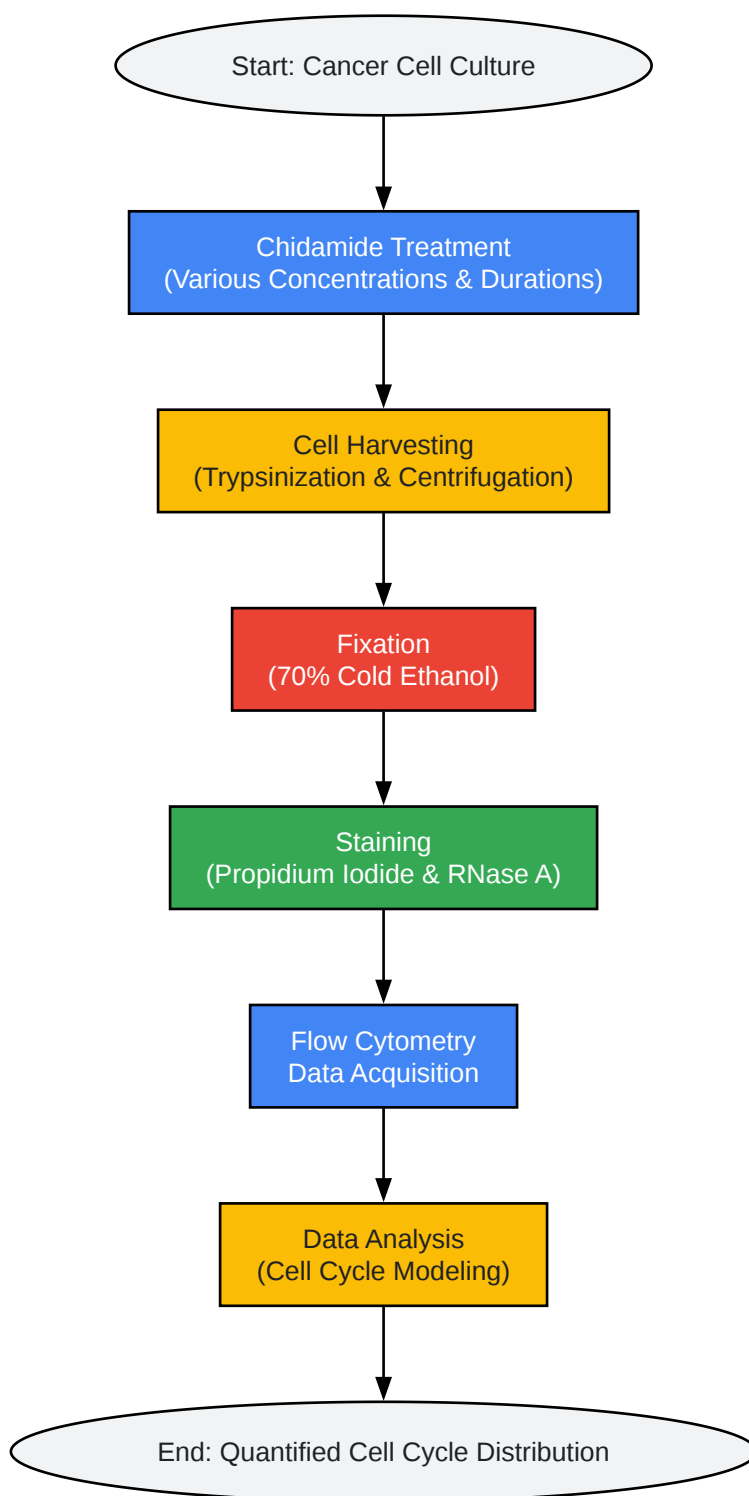 Start: Cancer Cell Culture
Chidamide Treatment
(Various Concentrations & Durations)
Cell Harvesting
(Trypsinization & Centrifugation)
Fixation
(70% Cold Ethanol)
Staining
(Propidium Iodide & RNase A)
Flow Cytometry
Data Acquisition
Data Analysis
(Cell Cycle Modeling)
End: Quantified Cell Cycle Distribution